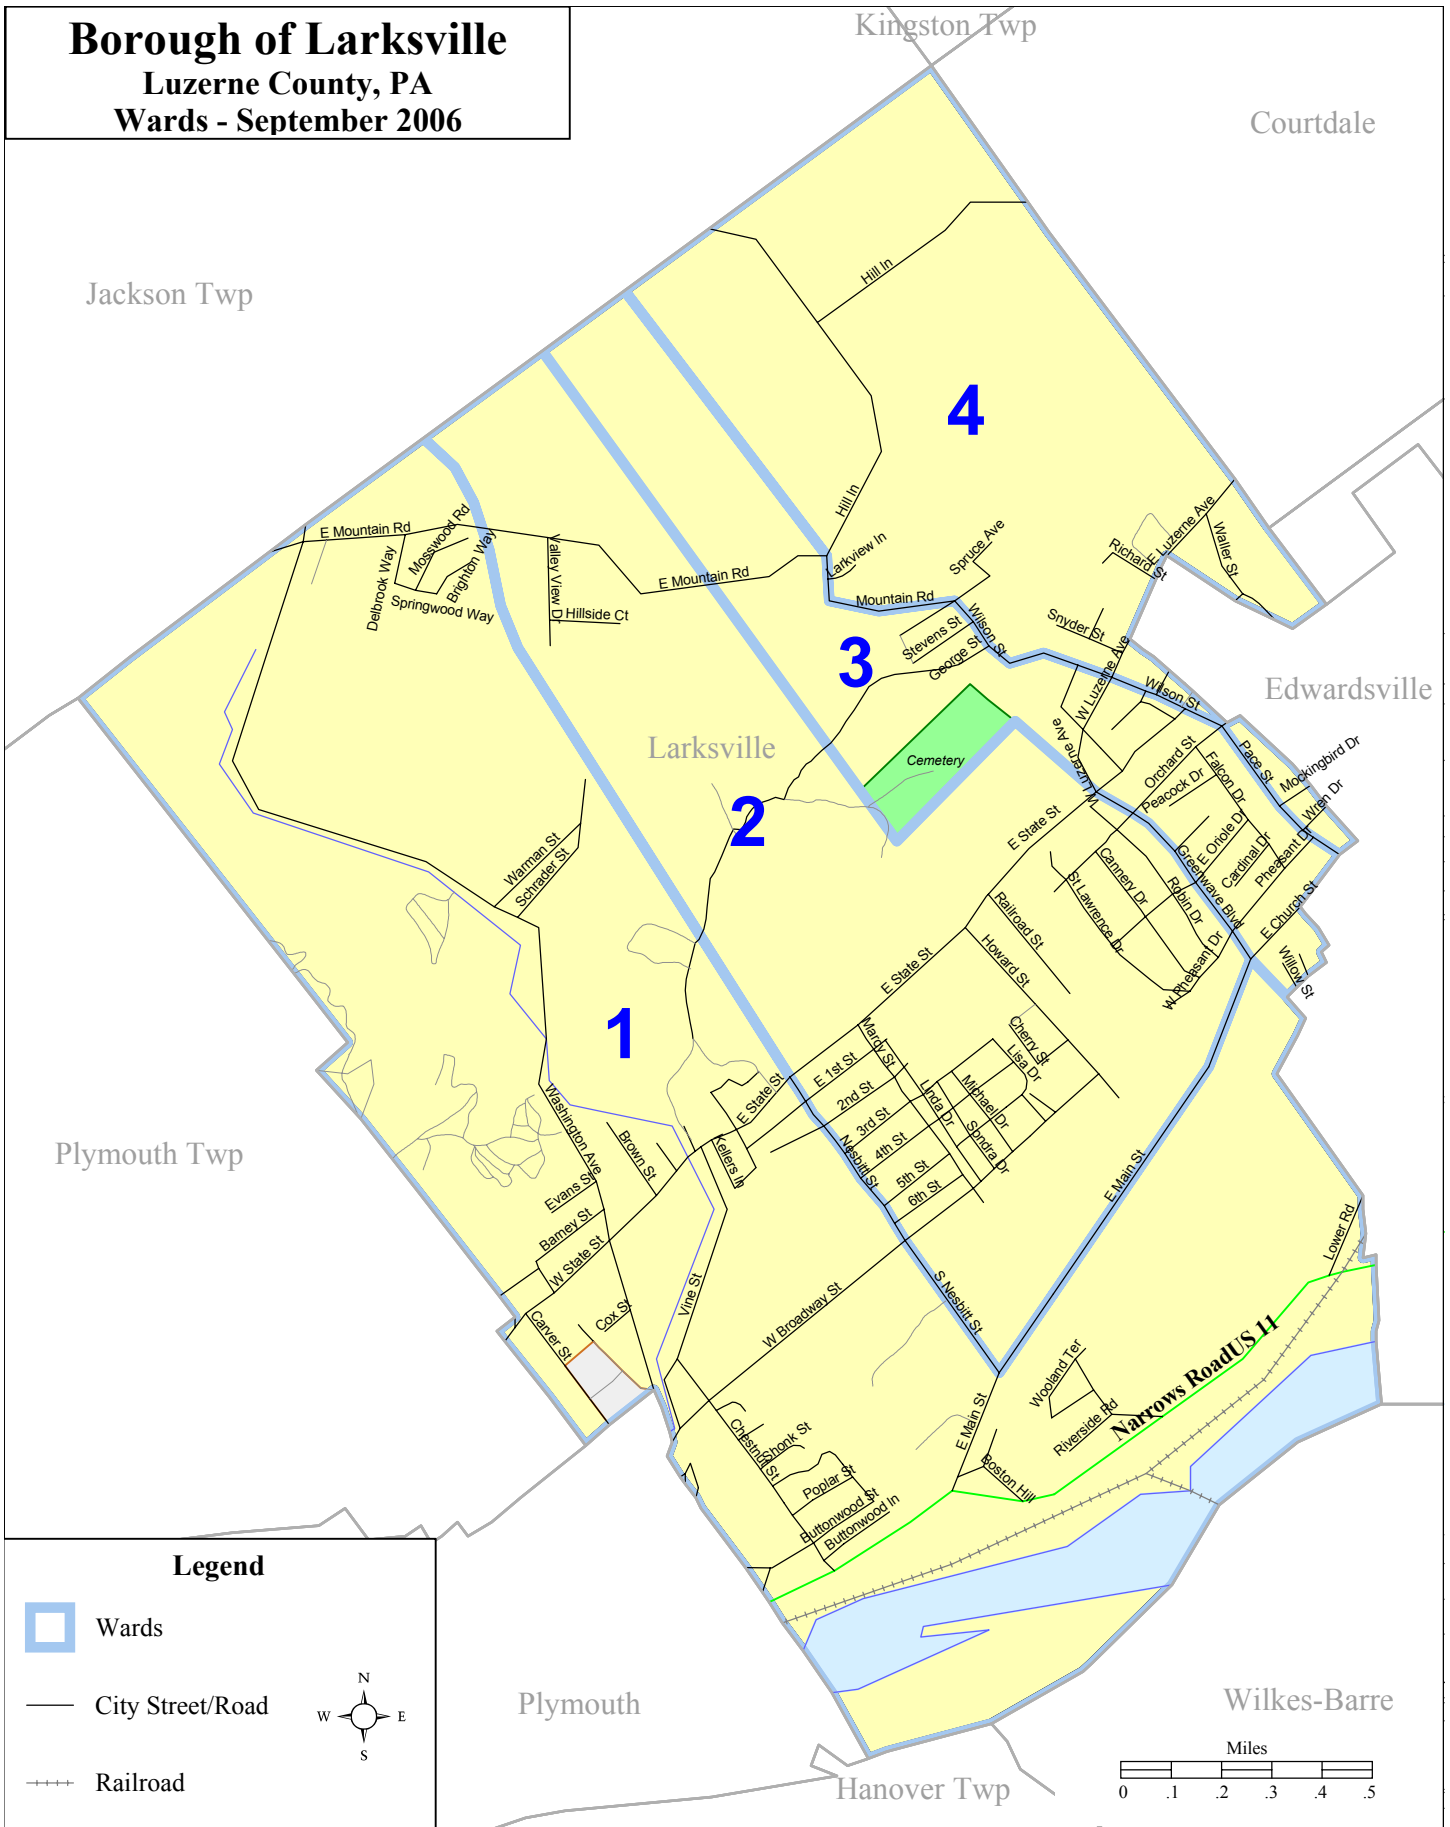 Borough of Larksville
Luzerne County, PA
Wards - September 2006
Kingston Twp
Courtdale
Jackson Twp
Hill ln
4
Hill ln
E Mountain Rd
Mosswood Rd
Delbrook Way
Brighton Way
Springwood Way
Valley View Dr
Hillside Ct
E Mountain Rd
Larkview ln
Spruce Ave
Mountain Rd
Wilson St
Stevens St
George St
3
E Luzerne Ave
Richard St
Waller St
Snyder St
W Luzerne Ave
Wilson St
Edwardsville
Larksville
Cemetery
W Luzerne Ave
Orchard St
Peacock Dr
Falcon Dr
Pace St
Mockingbird Dr
Wren Dr
2
E State St
E Oriole Dr
Cardinal Dr
Pheasant Dr
Greenwave Blvd
Cannery Dr
St Lawrence Dr
Robin Dr
W Pheasant Dr
E Church St
Willow St
Warman St
Schrader St
Railroad St
Howard St
E State St
1
Mardy St
Cherry St
Lisa Dr
E 1st St
2nd St
3rd St
4th St
5th St
6th St
Linda Dr
Michael Dr
Sondra Dr
E State St
Kellers ln
Nesbitt St
Washington Ave
Brown St
Evans St
Barney St
W State St
Plymouth Twp
E Main St
Lower Rd
Vine St
Cox St
Carver St
W Broadway St
S Nesbitt St
Wooland Ter
Narrows Road US 11
Riverside Rd
E Main St
Boston Hill
Chestnut St
Shonk St
Poplar St
Buttonwood St
Buttonwood ln
Legend
Wards
City Street/Road
Railroad
N
W E
S
Plymouth
Wilkes-Barre
Hanover Twp
Miles
0 .1 .2 .3 .4 .5